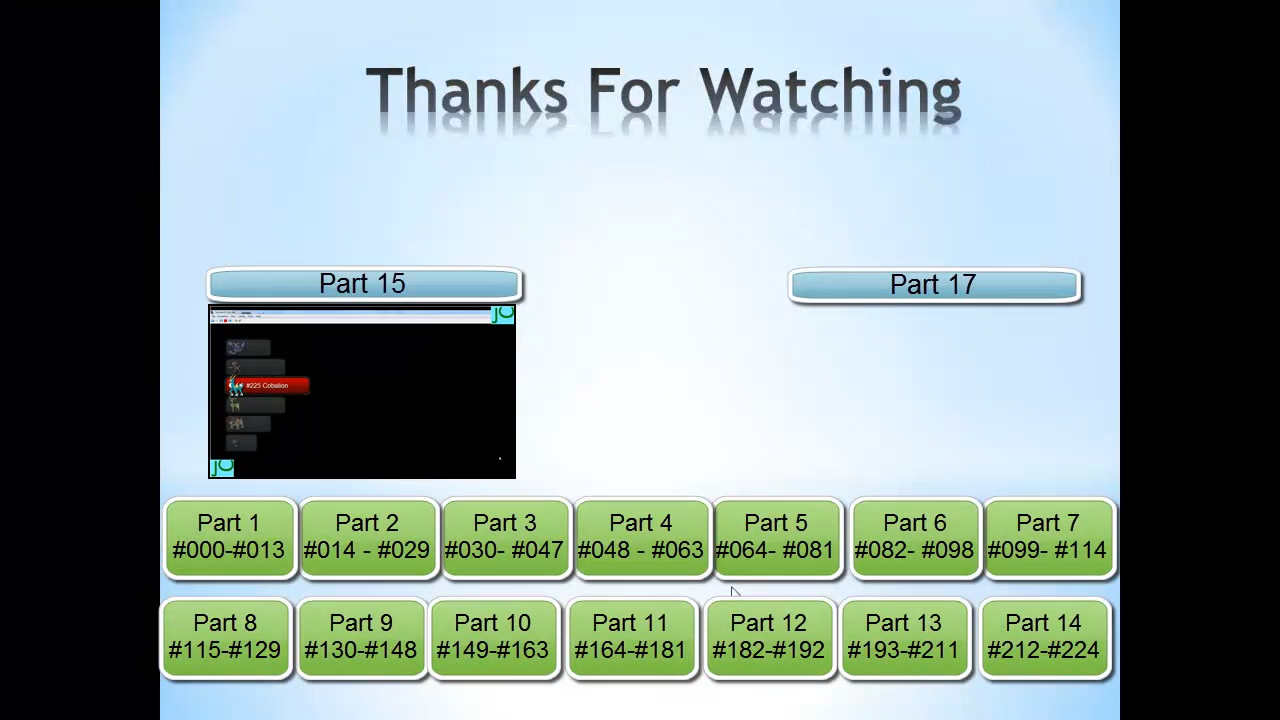 Thanks For Watching
Part 15
Part 17
jO
#225 Cobalion
jO
Part 1
#000-#013
Part 2
#014 - #029
Part 3
#030- #047
Part 4
#048 - #063
Part 5
#064- #081
Part 6
#082- #098
Part 7
#099- #114
Part 8
#115-#129
Part 9
#130-#148
Part 10
#149-#163
Part 11
#164-#181
Part 12
#182-#192
Part 13
#193-#211
Part 14
#212-#224